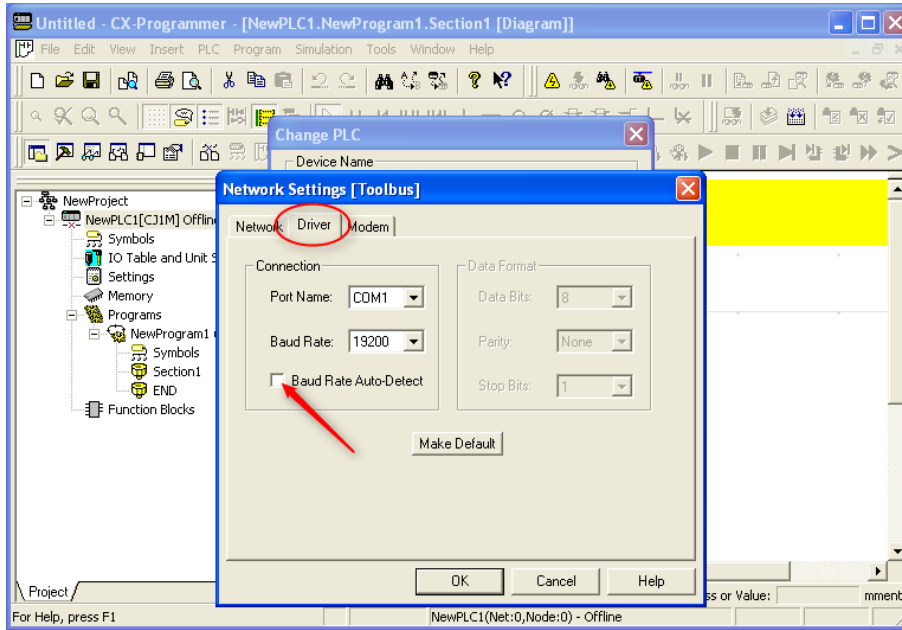 Untitled - CX-Programmer - [NewPLC1.NewProgram1.Section1 [Diagram]]
File Edit View Insert PLC Program Simulation Tools Window Help
Change PLC
Device Name
Network Settings [Toolbus]
Network Driver Modem
Connection
Port Name: COM1
Baud Rate: 19200
Baud Rate Auto-Detect
Data Format
Data Bits: 8
Parity: None
Stop Bits: 1
Make Default
OK Cancel Help
NewProject
NewPLC1[CJ1M] Offlin
Symbols
IO Table and Unit S
Settings
Memory
Programs
NewProgram1
Symbols
Section1
END
Function Blocks
Project
ss or Value: mment
For Help, press F1 NewPLC1(Net:0,Node:0) - Offline